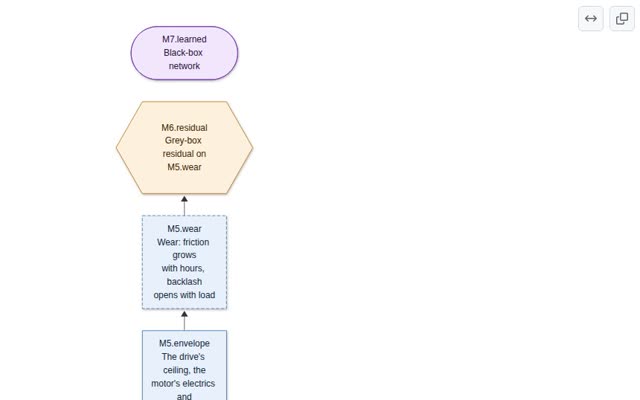 M7.learned
Black-box
network
M6.residual
Grey-box
residual on
M5.wear
M5.wear
Wear: friction
grows
with hours,
backlash
opens with load
M5.envelope
The drive's
ceiling, the
motor's electrics
and